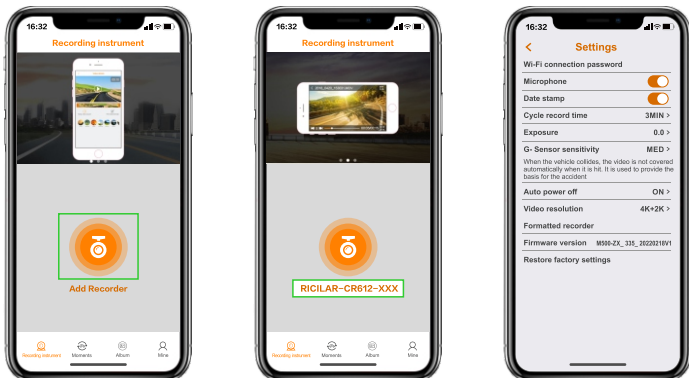 16:32
Recording instrument
Add Recorder
Recording instrument
Moments
Album
Mine
16:32
Recording instrument
RICILAR-CR612-XXX
Recording instrument
Moments
Album
Mine
16:32
Settings
Wi-Fi connection password
Microphone
Date stamp
Cycle record time 3MIN >
Exposure 0.0 >
G- Sensor sensitivity MED >
When the vehicle collides, the video is not covered
automatically when it is hit. It is used to provide the
basis for the accident
Auto power off ON >
Video resolution 4K+2K >
Formatted recorder
Firmware version M500-ZX_ 335_ 20220218V1
Restore factory settings